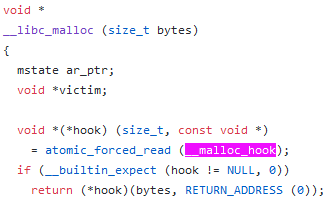 void *
__libc_malloc (size_t bytes)
{
mstate ar_ptr;
void *victim;
void *(*hook) (size_t, const void *)
= atomic_forced_read (__malloc_hook);
if (__builtin_expect (hook != NULL, 0))
return (*hook)(bytes, RETURN_ADDRESS (0));